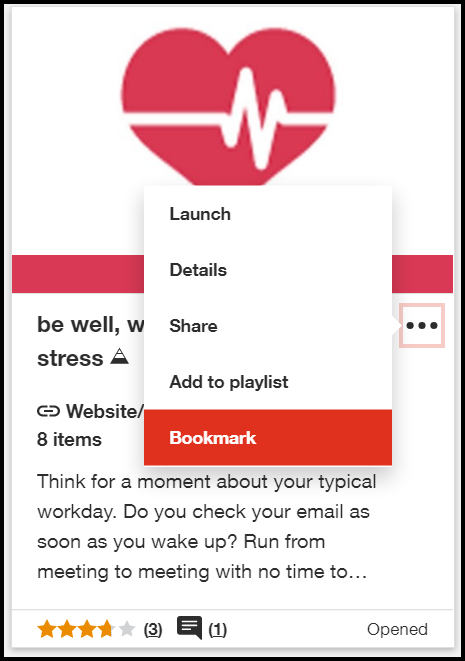 Launch
Details
be well, w
Share
stress
Add to playlist
Website/
8 items
Bookmark
Think for a moment about your typical
workday. Do you check your email as
soon as you wake up? Run from
meeting to meeting with no time to…
(3) (1) Opened